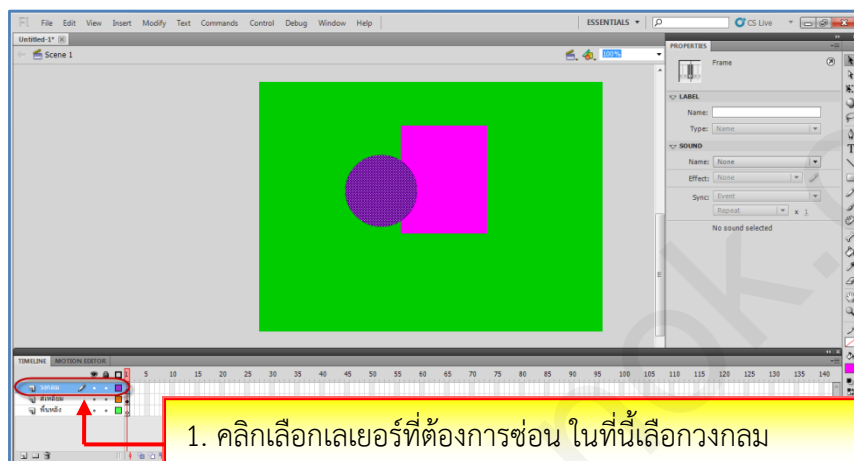 Fl File Edit View Insert Modify Text Commands Control Debug Window Help ESSENTIALS CS Live
Untitled-1*
Scene 1 100%
PROPERTIES
Frame
LABEL
Name:
Type: Name
SOUND
Name: None
Effect: None
Sync: Event
Repeat x 1
No sound selected
TIMELINE MOTION EDITOR
1 5 10 15 20 25 30 35 40 45 50 55 60 65 70 75 80 85 90 95 100 105 110 115 120 125 130 135 140
วงกลม
สี่เหลี่ยม
พื้นหลัง
1. คลิกเลือกเลเยอร์ที่ต้องการซ่อน ในที่นี้เลือกวงกลม